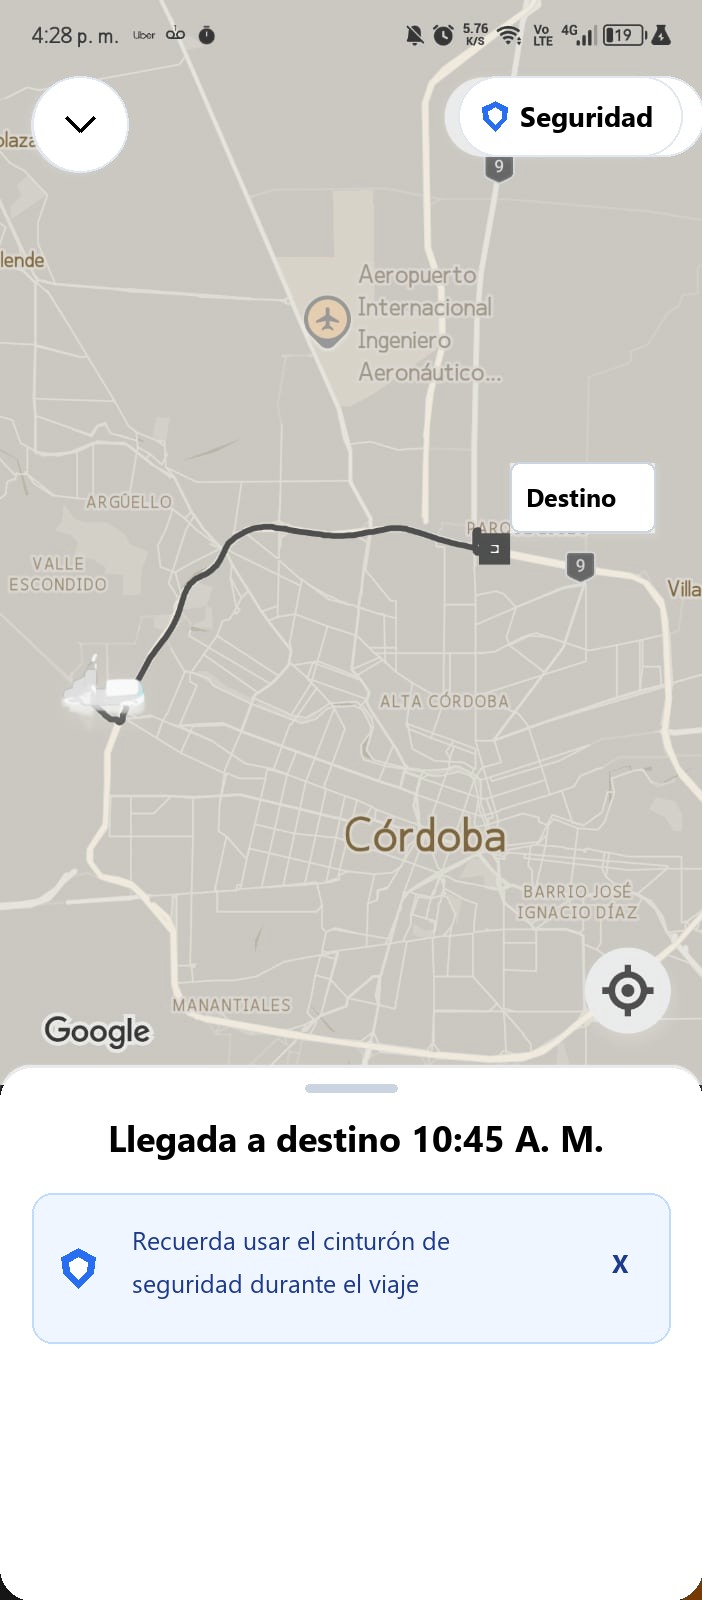 4:28 p. m. Uber 5.76 K/S Vo LTE 4G 19
Seguridad
9
lende
Aeropuerto
Internacional
Ingeniero
Aeronáutico...
ARGÜELLO
Destino
VALLE
ESCONDIDO
9
Villa
ALTA CÓRDOBA
Córdoba
BARRIO JOSÉ
IGNACIO DÍAZ
MANANTIALES
Google
Llegada a destino 10:45 A. M.
Recuerda usar el cinturón de
seguridad durante el viaje
X